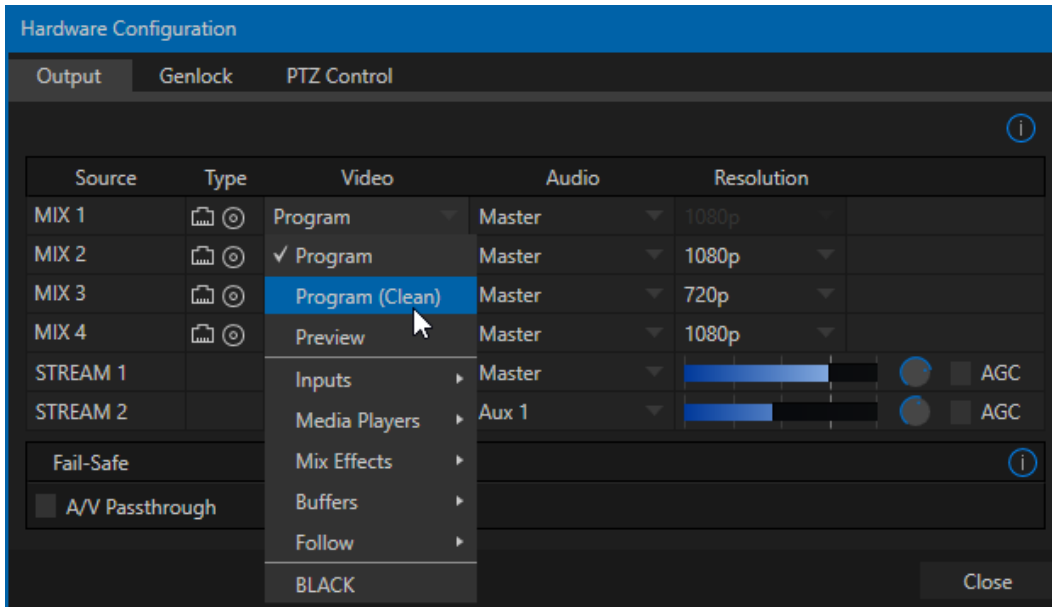 Hardware Configuration
Output Genlock PTZ Control
Source Type Video Audio Resolution
MIX 1 Program Master 1080p
MIX 2 ✓ Program Master 1080p
MIX 3 Program (Clean) Master 720p
MIX 4 Preview Master 1080p
STREAM 1 Inputs Master AGC
STREAM 2 Media Players Aux 1 AGC
Fail-Safe Mix Effects
A/V Passthrough Buffers
Follow
BLACK
Close